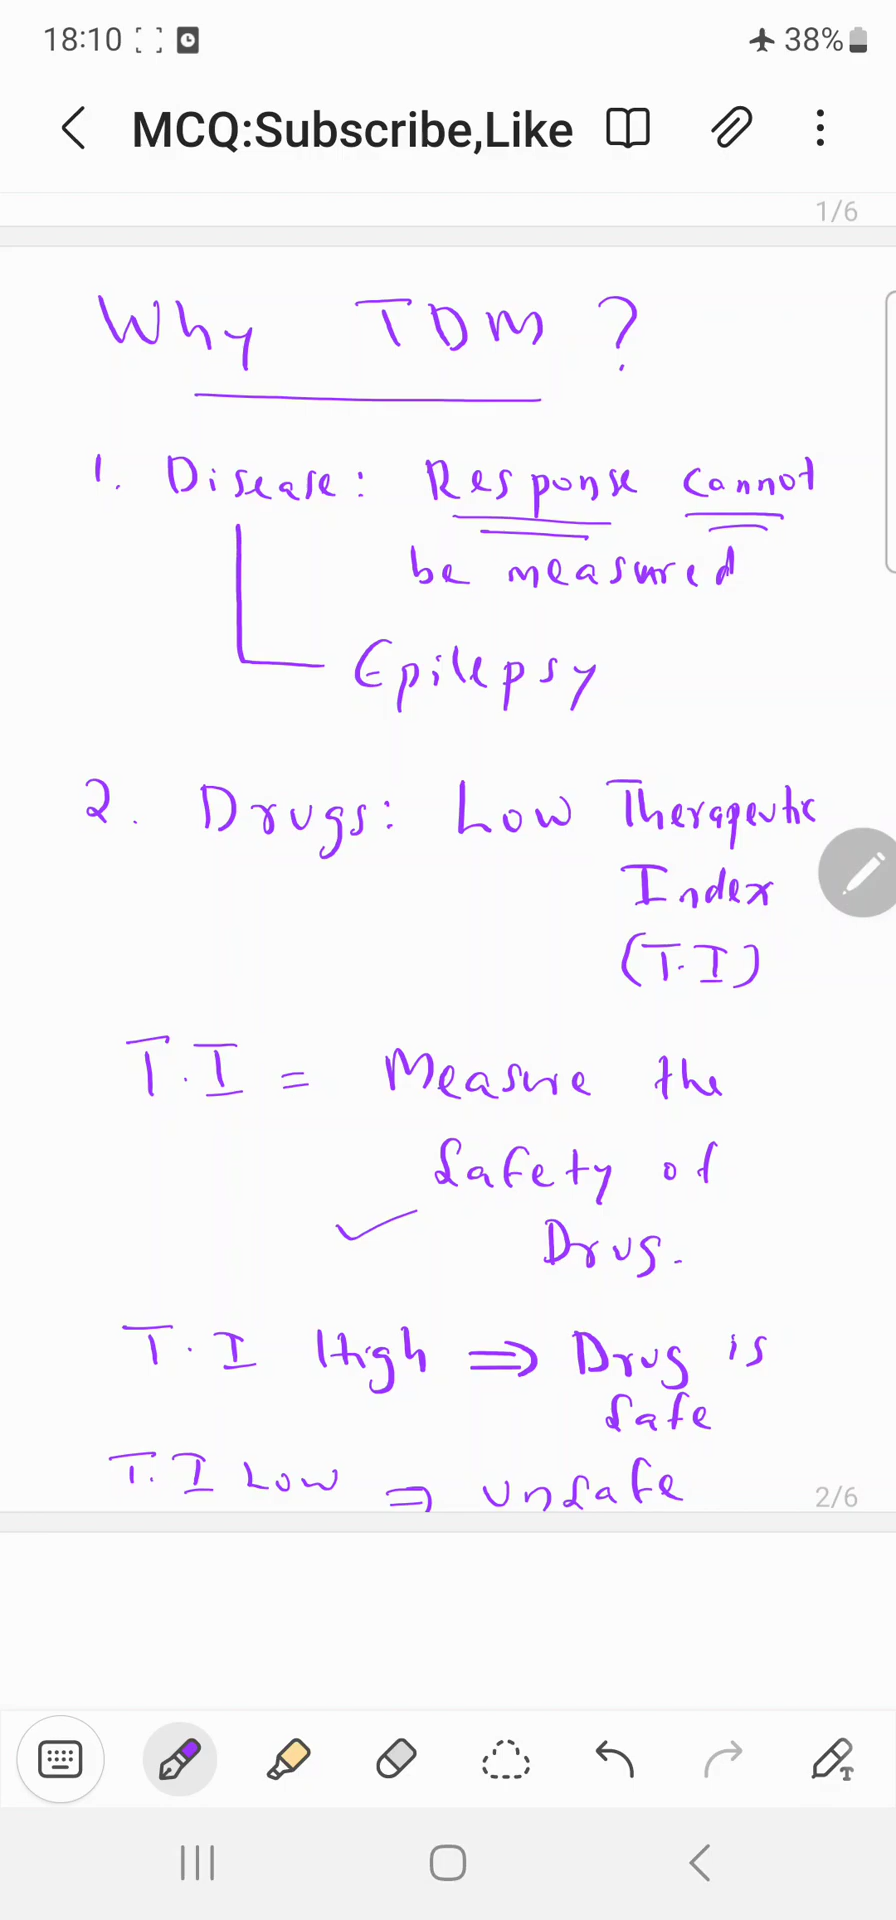 18:10
38%
MCQ:Subscribe,Like
1/6
Why TDM ?
1. Disease: Response cannot
be measured
Epilepsy
2. Drugs: Low Therapeutic
Index
(T.I)
T.I = Measure the
Safety of
Drug.
T.I High ⇒ Drug is
Safe
T.I Low ⇒ Unsafe
2/6